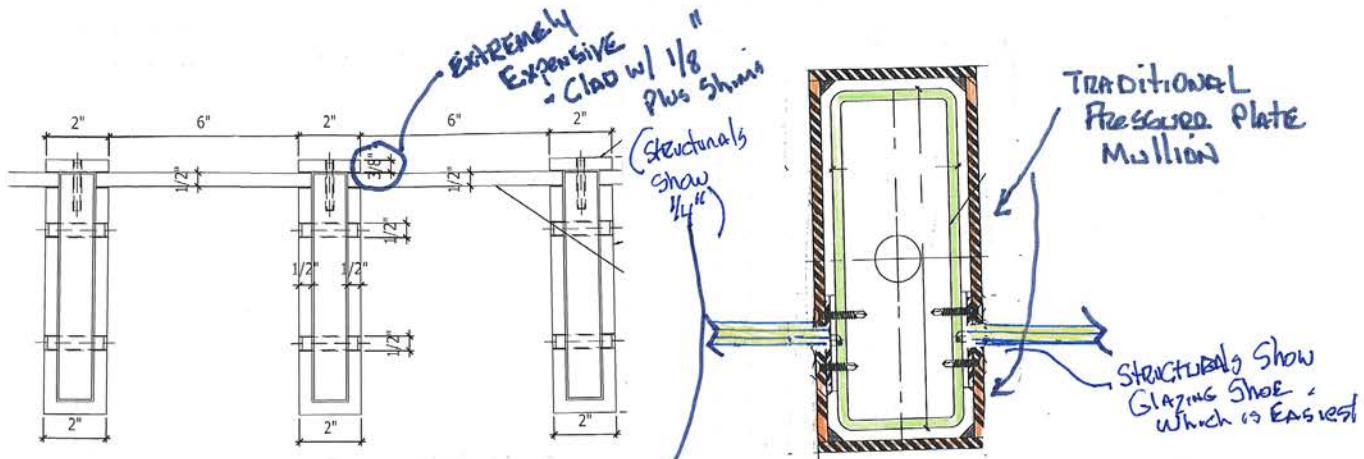 EXTREMELY
EXPENSIVE
- CLAD W/ 1/8"
PLUS Shims
(Structurals
Show
1/4")
TRADITIONAL
PRESSURE PLATE
MULLION
STRUCTURALS SHOW
GLAZING SHOE.
Which is EASIEST
2"
6"
2"
6"
2"
1/2"
3/8"
1/2"
1/2"
1/2"
1/2"
1/2"
2"
2"
2"